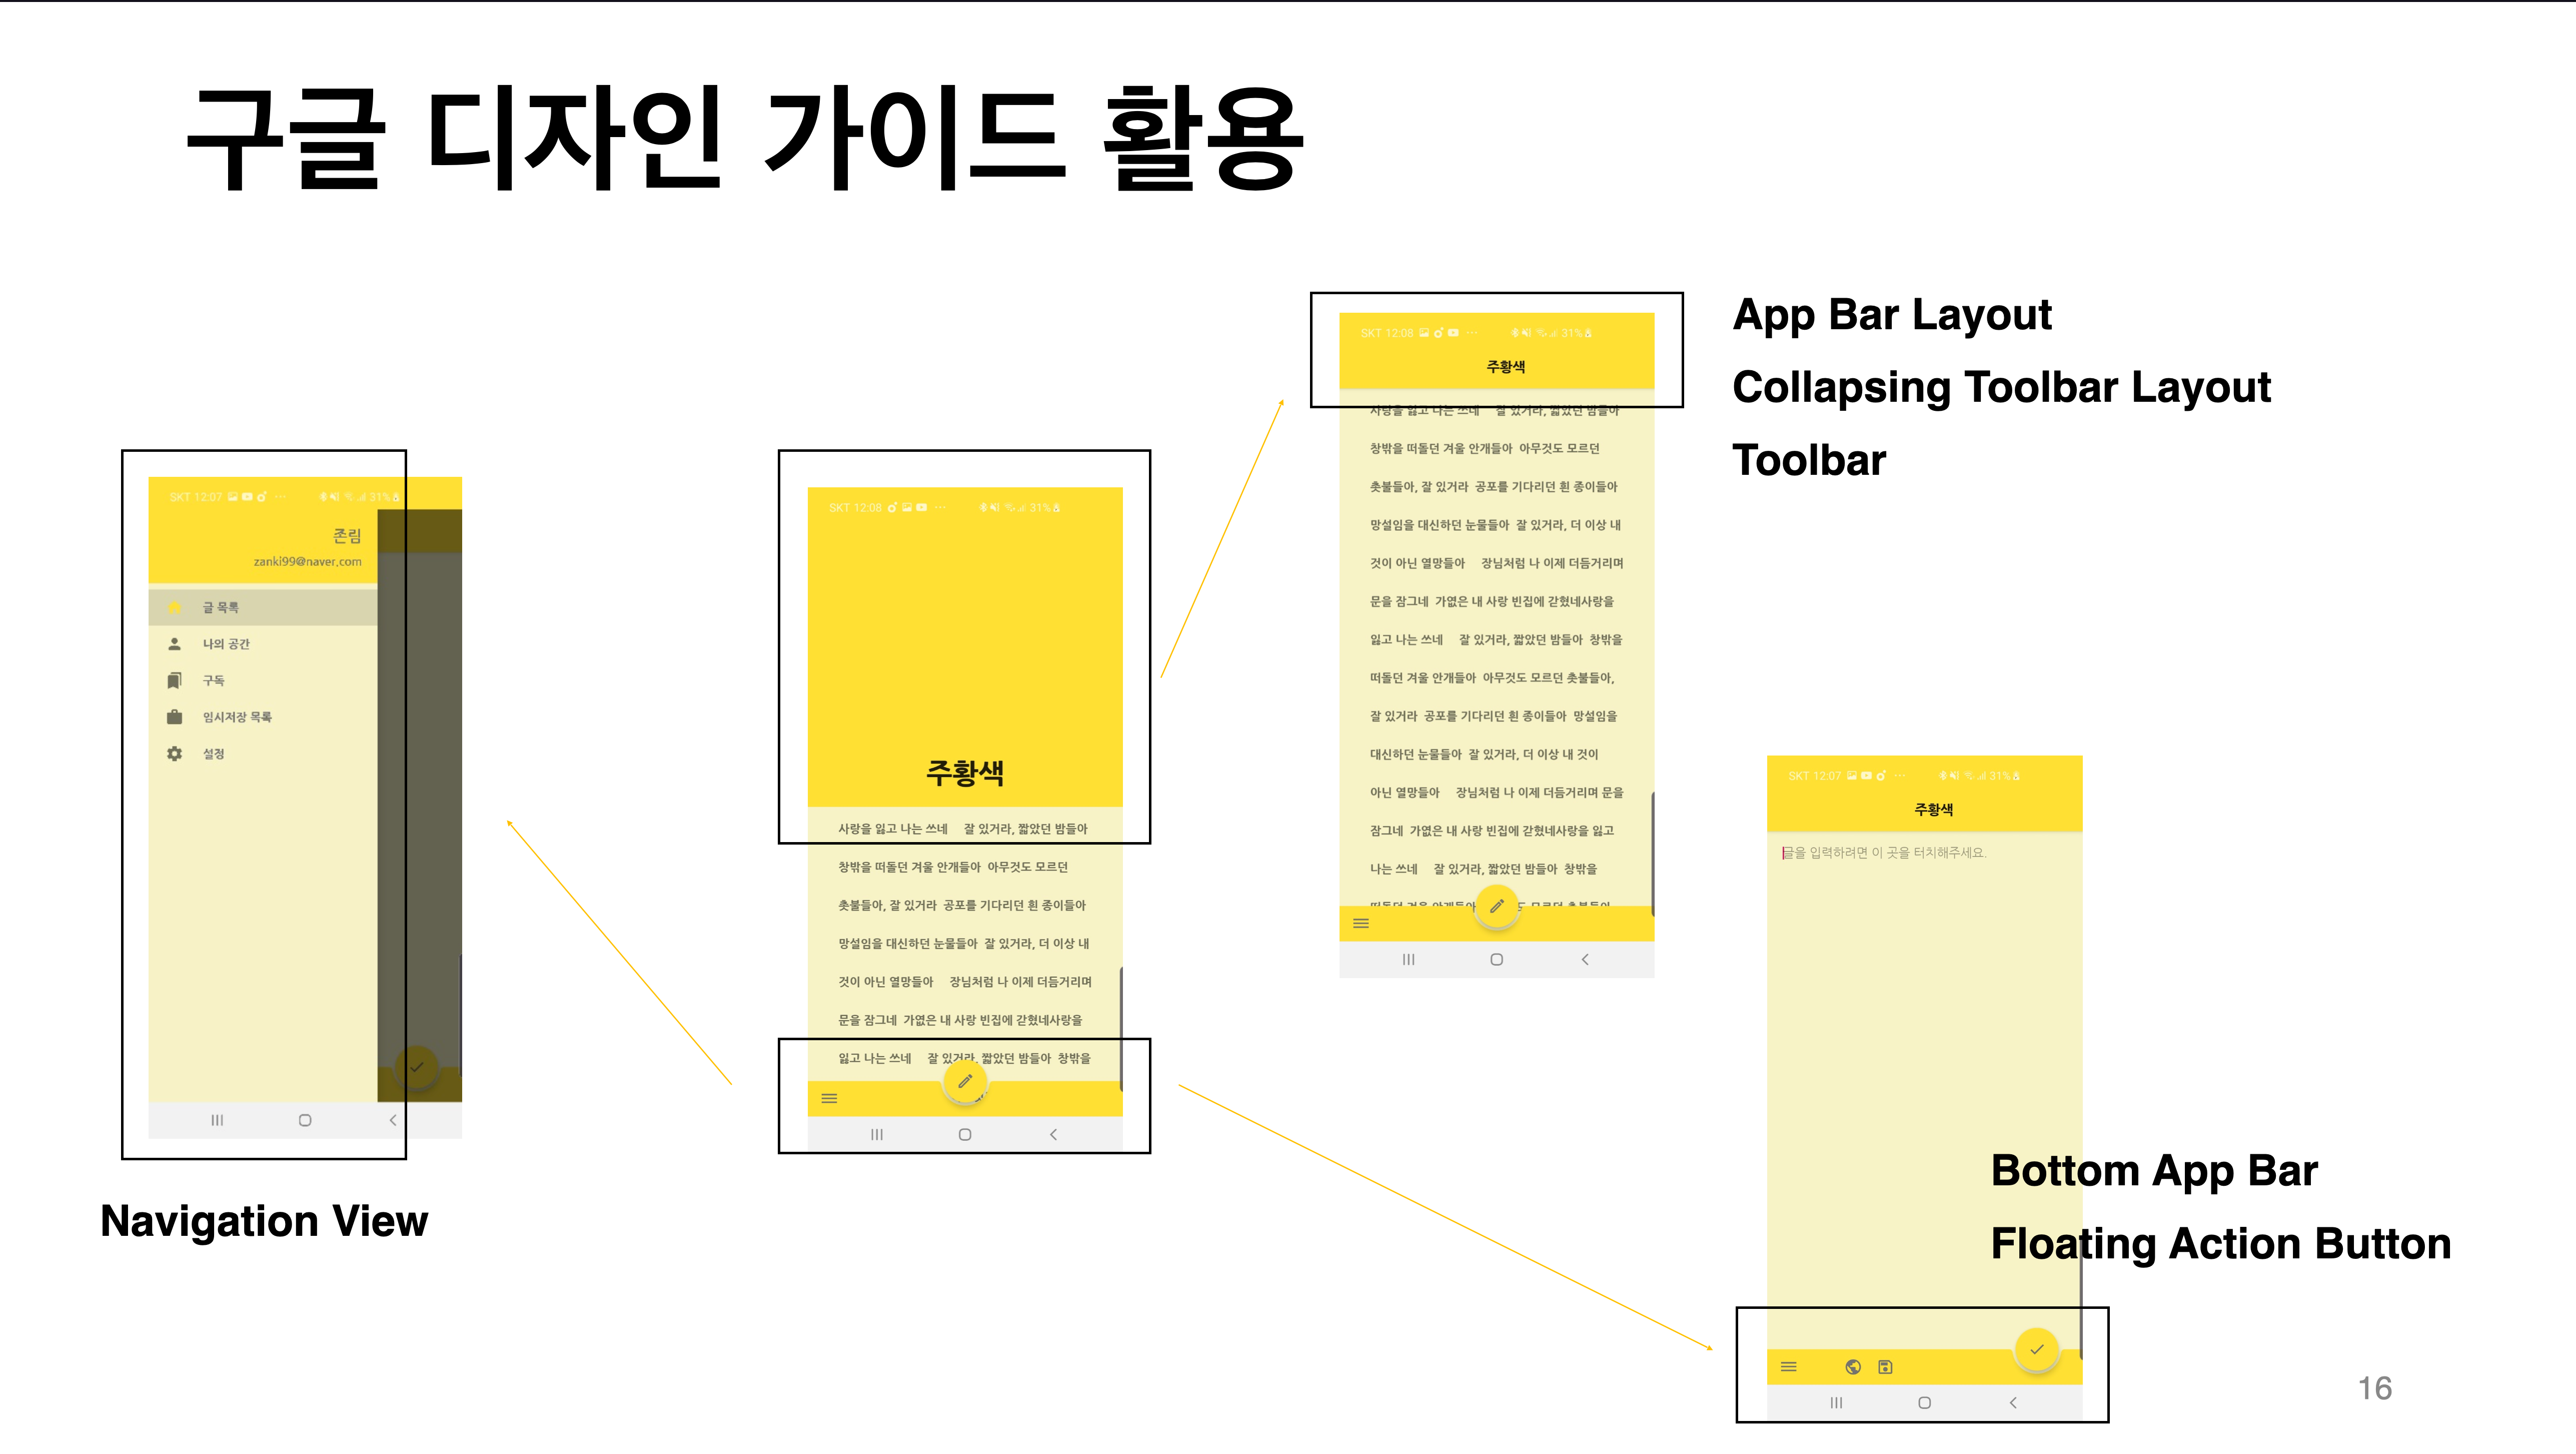 구글 디자인 가이드 활용
App Bar Layout
Collapsing Toolbar Layout
Toolbar
SKT 12:08 31%
주황색
사랑을 잃고 나는 쓰네 잘 있거라, 짧았던 밤들아
창밖을 떠돌던 겨울 안개들아 아무것도 모르던
촛불들아, 잘 있거라 공포를 기다리던 흰 종이들아
망설임을 대신하던 눈물들아 잘 있거라, 더 이상 내
것이 아닌 열망들아 장님처럼 나 이제 더듬거리며
문을 잠그네 가엾은 내 사랑 빈집에 갇혔네사랑을
잃고 나는 쓰네 잘 있거라, 짧았던 밤들아 창밖을
떠돌던 겨울 안개들아 아무것도 모르던 촛불들아,
잘 있거라 공포를 기다리던 흰 종이들아 망설임을
대신하던 눈물들아 잘 있거라, 더 이상 내 것이
아닌 열망들아 장님처럼 나 이제 더듬거리며 문을
잠그네 가엾은 내 사랑 빈집에 갇혔네사랑을 잃고
나는 쓰네 잘 있거라, 짧았던 밤들아 창밖을
SKT 12:07 31%
존림
zanki99@naver.com
글 목록
나의 공간
구독
임시저장 목록
설정
Navigation View
SKT 12:08 31%
주황색
사랑을 잃고 나는 쓰네 잘 있거라, 짧았던 밤들아
창밖을 떠돌던 겨울 안개들아 아무것도 모르던
촛불들아, 잘 있거라 공포를 기다리던 흰 종이들아
망설임을 대신하던 눈물들아 잘 있거라, 더 이상 내
것이 아닌 열망들아 장님처럼 나 이제 더듬거리며
문을 잠그네 가엾은 내 사랑 빈집에 갇혔네사랑을
잃고 나는 쓰네 잘 있거라, 짧았던 밤들아 창밖을
SKT 12:07 31%
주황색
글을 입력하려면 이 곳을 터치해주세요.
Bottom App Bar
Floating Action Button
16